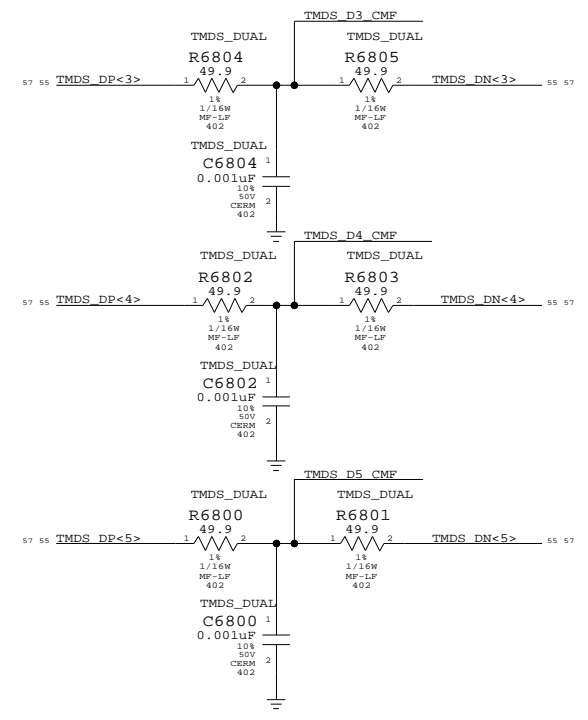 TMDS_D3_CMF
TMDS_DUAL TMDS_DUAL
R6804 R6805
57 55 TMDS_DP<3> 1 49.9 2 1 49.9 2 TMDS_DN<3> 55 57
1% 1%
1/16W 1/16W
MF-LF MF-LF
402 402
TMDS_DUAL
C6804 1
0.001uF
10%
50V 2
CERM
402
TMDS_D4_CMF
TMDS_DUAL TMDS_DUAL
R6802 R6803
57 55 TMDS_DP<4> 1 49.9 2 1 49.9 2 TMDS_DN<4> 55 57
1% 1%
1/16W 1/16W
MF-LF MF-LF
402 402
TMDS_DUAL
C6802 1
0.001uF
10%
50V 2
CERM
402
TMDS_D5_CMF
TMDS_DUAL TMDS_DUAL
R6800 R6801
57 55 TMDS_DP<5> 1 49.9 2 1 49.9 2 TMDS_DN<5> 55 57
1% 1%
1/16W 1/16W
MF-LF MF-LF
402 402
TMDS_DUAL
C6800 1
0.001uF
10%
50V 2
CERM
402